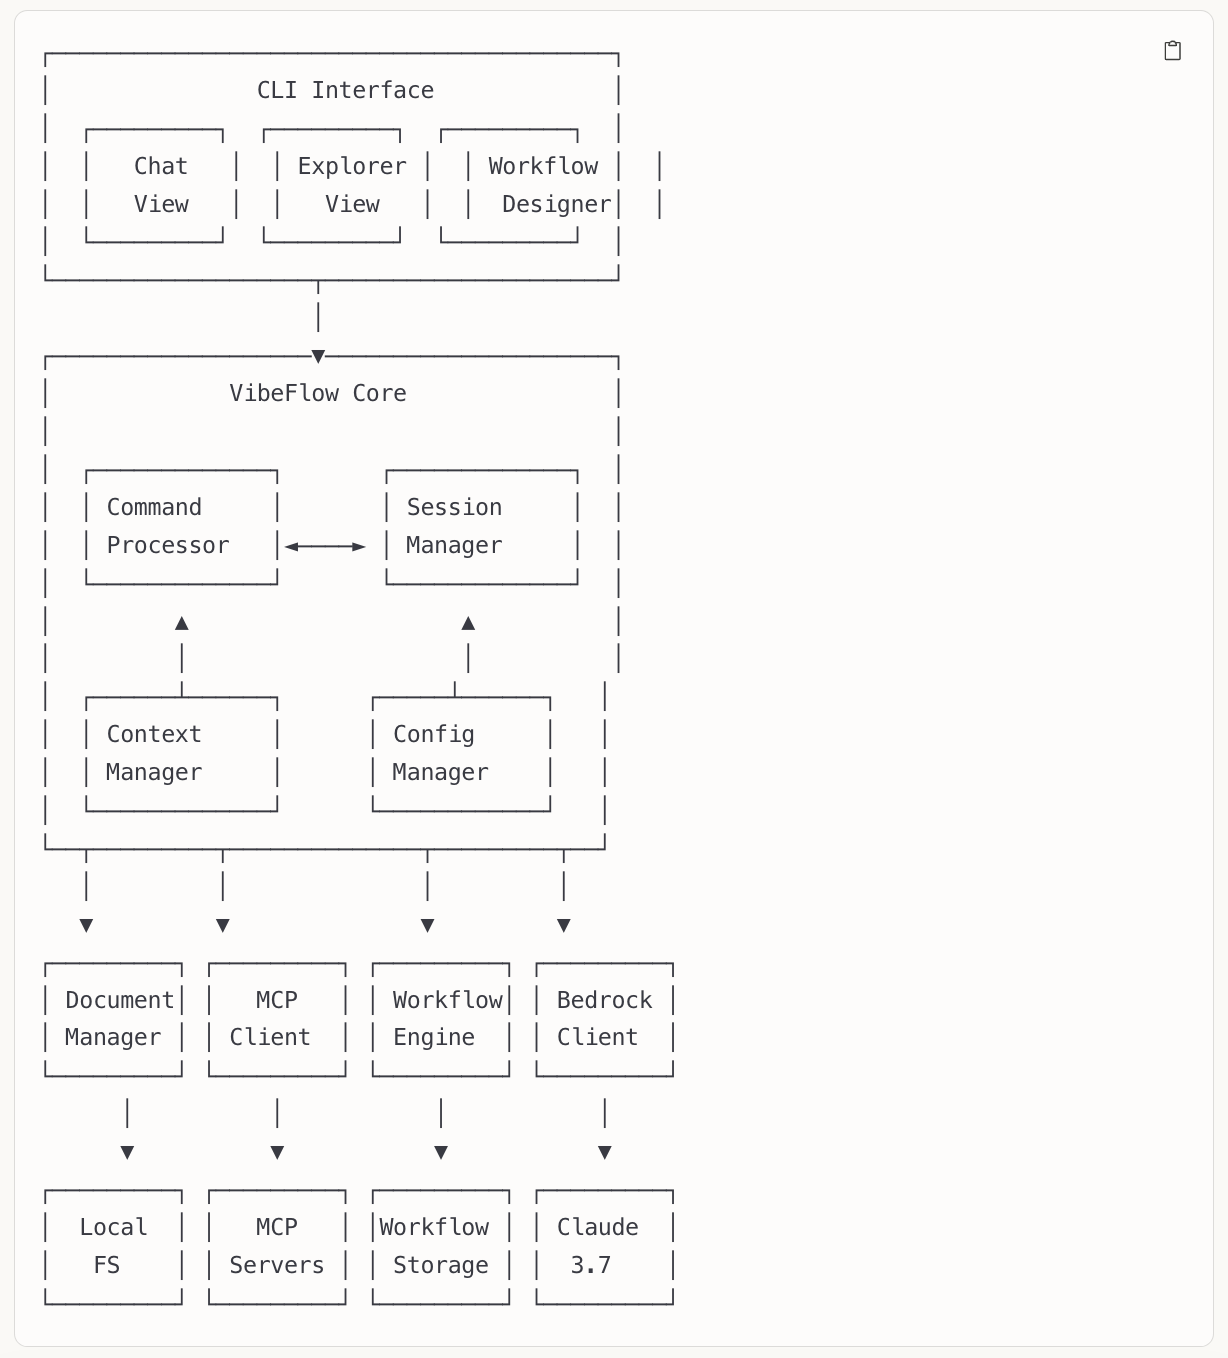 CLI Interface
Chat Explorer Workflow
View View Designer
VibeFlow Core
Command Session
Processor Manager
Context Config
Manager Manager
Document MCP Workflow Bedrock
Manager Client Engine Client
Local MCP Workflow Claude
FS Servers Storage 3.7